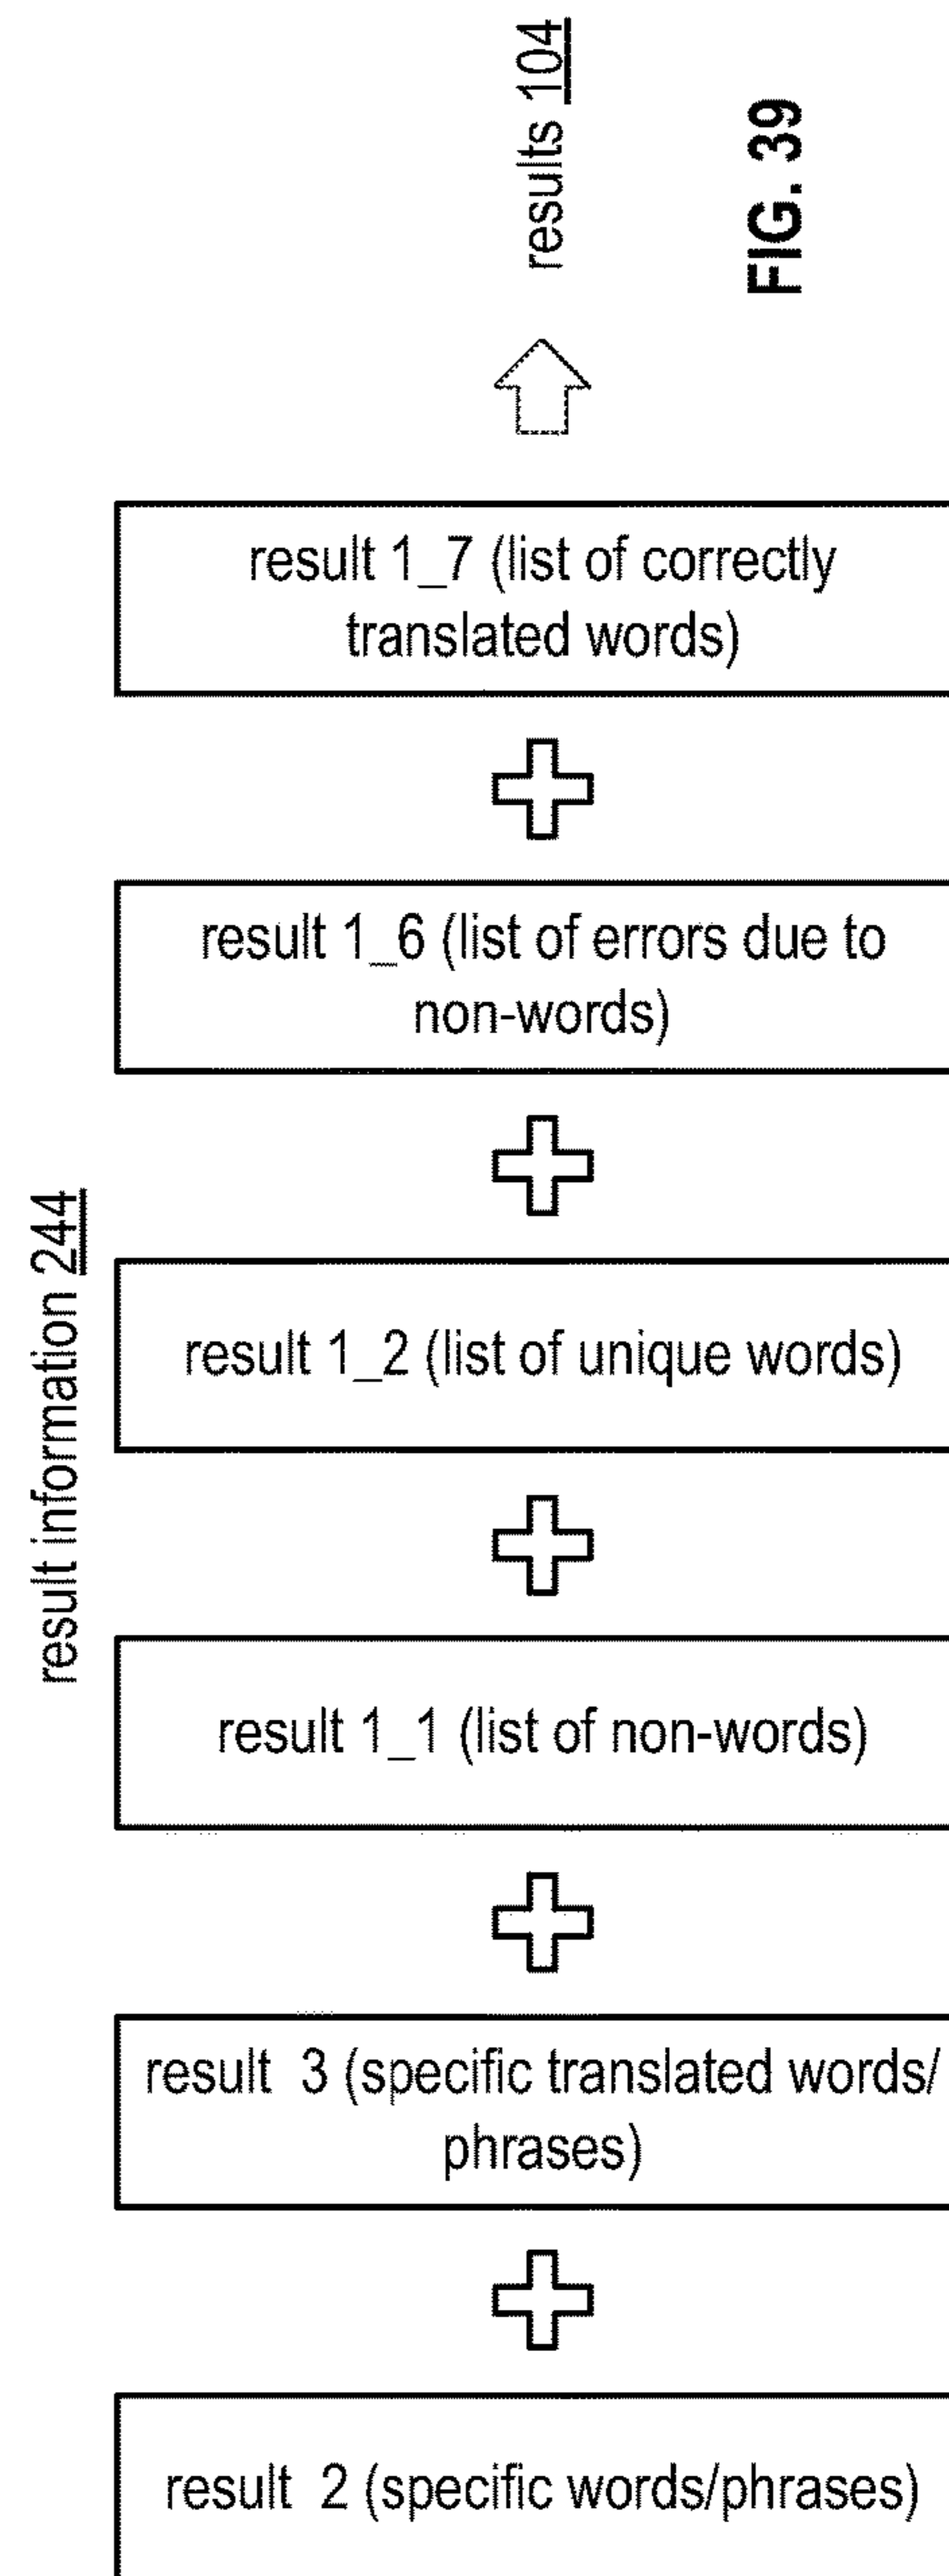 results 104
FIG. 39
result 1_7 (list of correctly
translated words)
result 1_6 (list of errors due to
non-words)
result information 244
result 1_2 (list of unique words)
result 1_1 (list of non-words)
result 3 (specific translated words/
phrases)
result 2 (specific words/phrases)